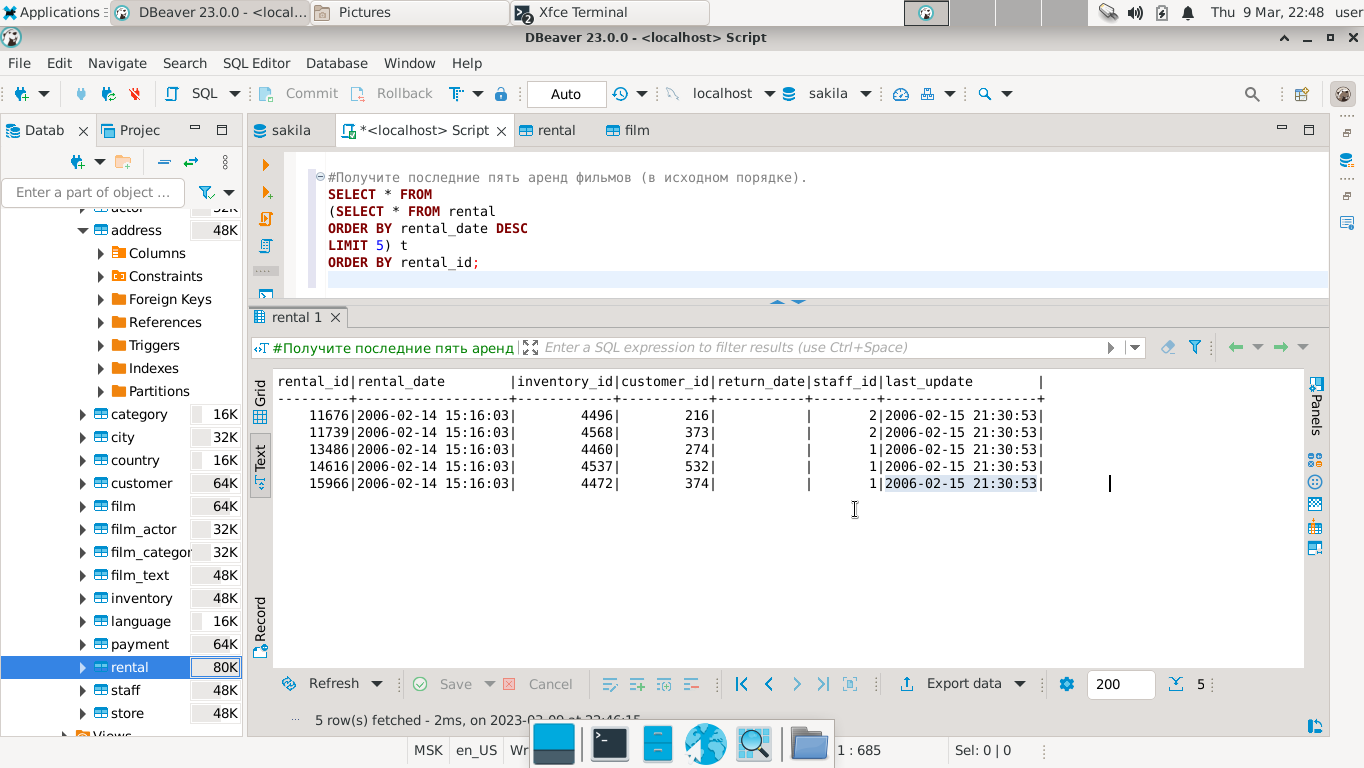 Applications
DBeaver 23.0.0 - <local...
Pictures
Xfce Terminal
Thu 9 Mar, 22:48 user
DBeaver 23.0.0 - <localhost> Script
File Edit Navigate Search SQL Editor Database Window Help
SQL Commit Rollback Auto localhost sakila
Datab Projec
sakila *<localhost> Script rental film
Enter a part of object ...
address 48K
Columns
Constraints
Foreign Keys
References
Triggers
Indexes
Partitions
category 16K
city 32K
country 16K
customer 64K
film 64K
film_actor 32K
film_categor 32K
film_text 48K
inventory 48K
language 16K
payment 64K
rental 80K
staff 48K
store 48K
Views
#Получите последние пять аренд фильмов (в исходном порядке).
SELECT * FROM
(SELECT * FROM rental
ORDER BY rental_date DESC
LIMIT 5) t
ORDER BY rental_id;
rental 1
#Получите последние пять аренд Enter a SQL expression to filter results (use Ctrl+Space)
Grid
Text
Record
Panels
rental_id|rental_date |inventory_id|customer_id|return_date|staff_id|last_update |
---------+-------------------+------------+-----------+-----------+--------+-------------------+
11676|2006-02-14 15:16:03| 4496| 216| | 2|2006-02-15 21:30:53|
11739|2006-02-14 15:16:03| 4568| 373| | 2|2006-02-15 21:30:53|
13486|2006-02-14 15:16:03| 4460| 274| | 1|2006-02-15 21:30:53|
14616|2006-02-14 15:16:03| 4537| 532| | 1|2006-02-15 21:30:53|
15966|2006-02-14 15:16:03| 4472| 374| | 1|2006-02-15 21:30:53|
Refresh Save Cancel Export data 200 5
5 row(s) fetched - 2ms, on
MSK en_US Wr 1 : 685 Sel: 0 | 0